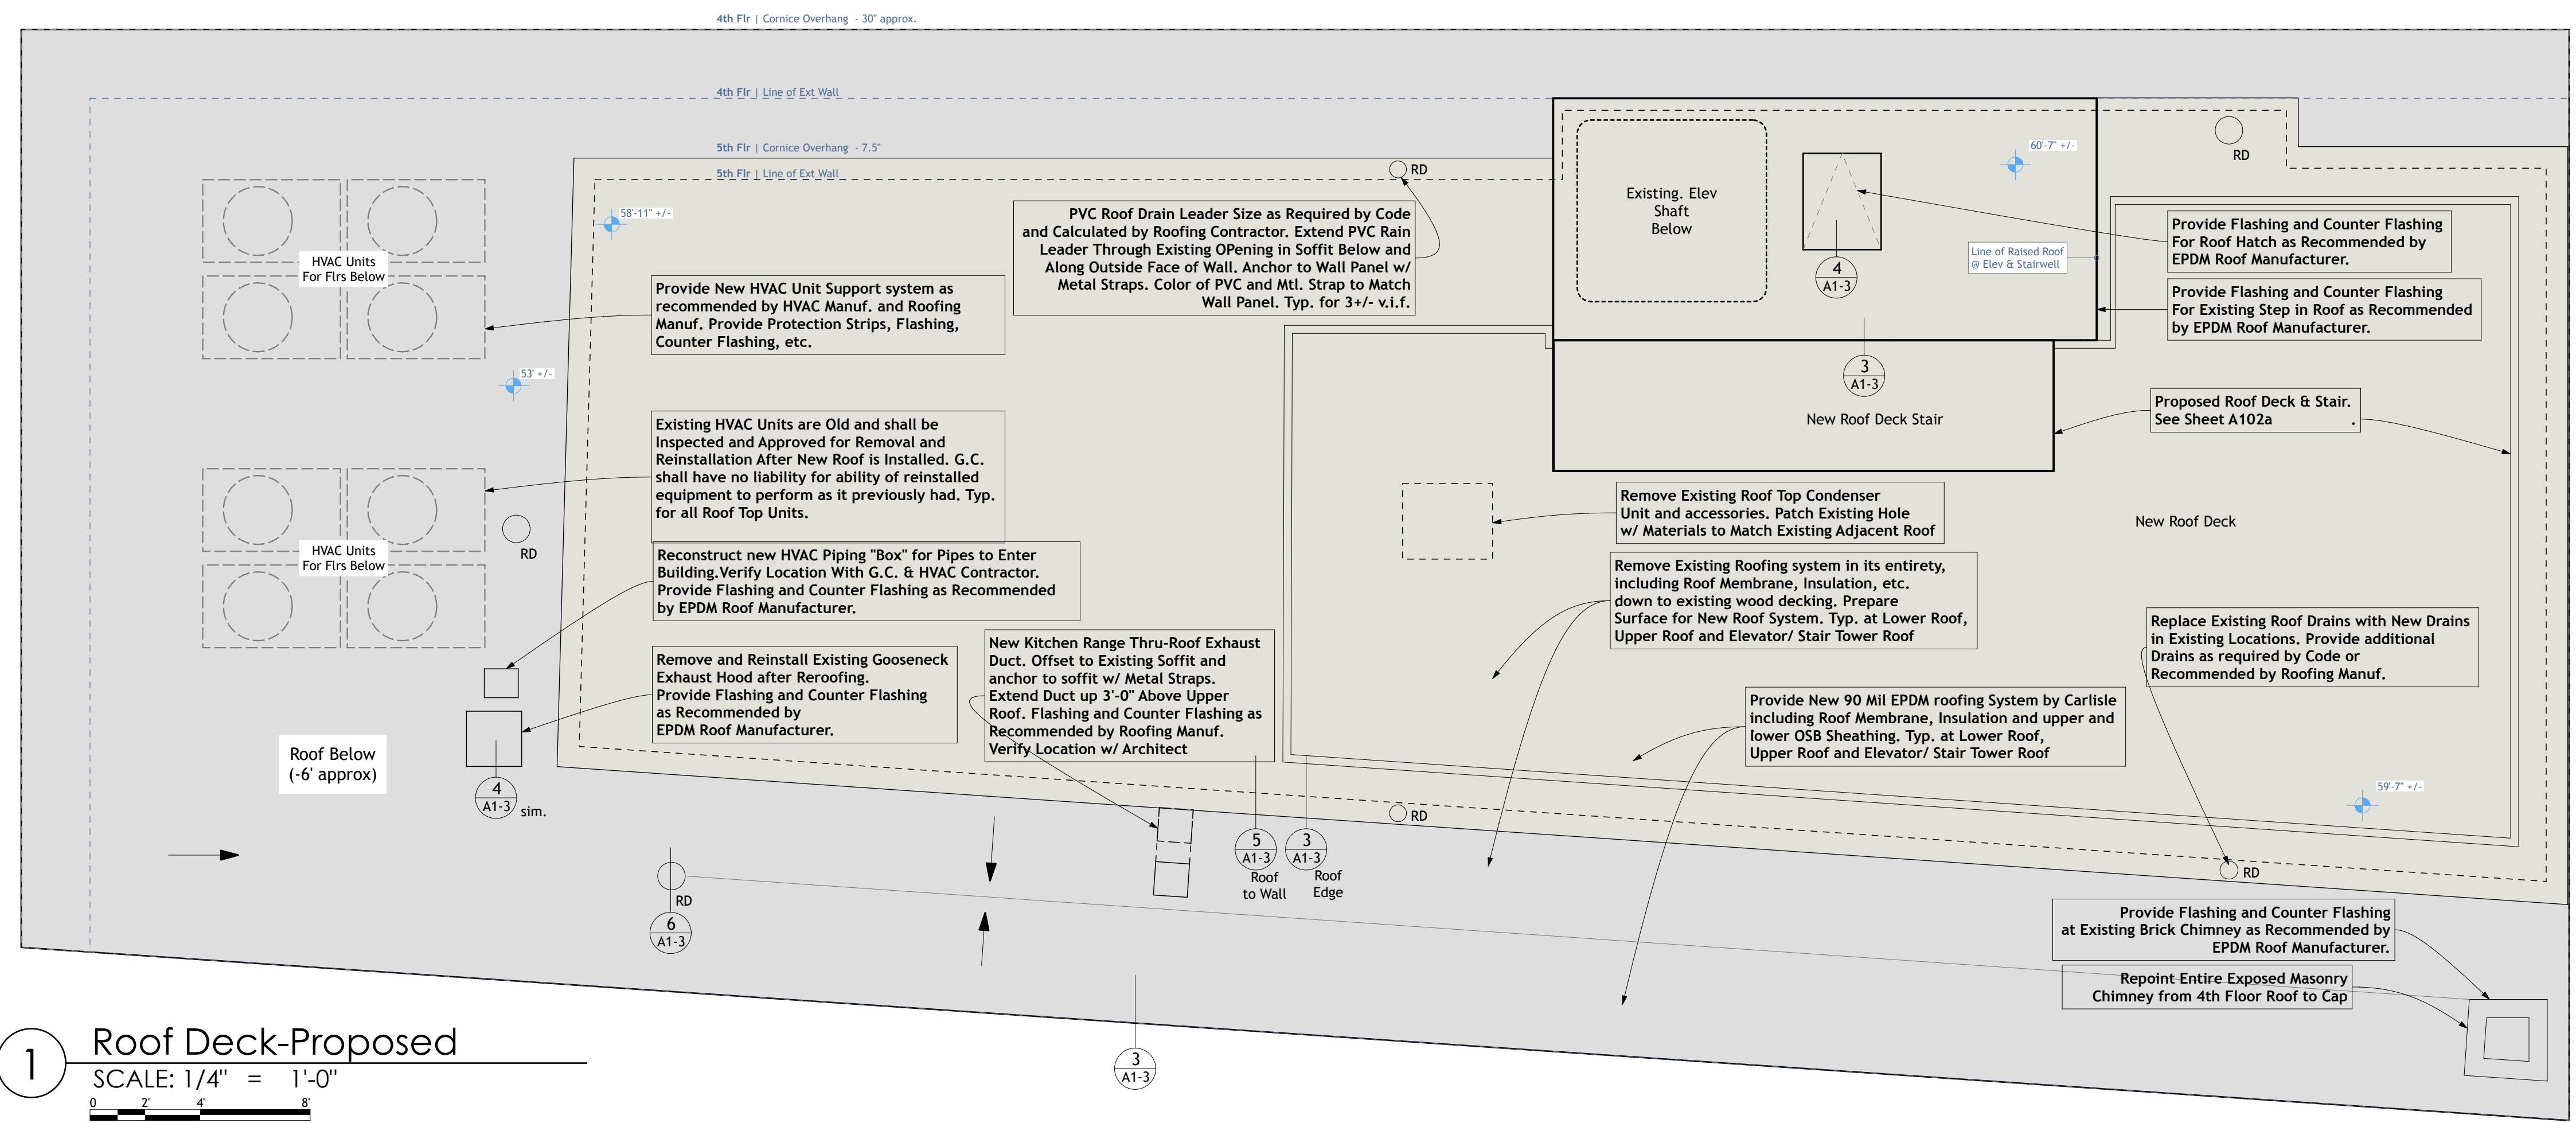 4th Flr | Cornice Overhang - 30" approx.
4th Flr | Line of Ext Wall
5th Flr | Cornice Overhang - 7.5"
5th Flr | Line of Ext Wall
58'-11" +/-
53' +/-
60'-7" +/-
59'-7" +/-
HVAC Units
For Flrs Below
HVAC Units
For Flrs Below
RD
Roof Below
(-6' approx)
Provide New HVAC Unit Support system as
recommended by HVAC Manuf. and Roofing
Manuf. Provide Protection Strips, Flashing,
Counter Flashing, etc.
Existing HVAC Units are Old and shall be
Inspected and Approved for Removal and
Reinstallation After New Roof is Installed. G.C.
shall have no liability for ability of reinstalled
equipment to perform as it previously had. Typ.
for all Roof Top Units.
Reconstruct new HVAC Piping "Box" for Pipes to Enter
Building.Verify Location With G.C. & HVAC Contractor.
Provide Flashing and Counter Flashing as Recommended
by EPDM Roof Manufacturer.
Remove and Reinstall Existing Gooseneck
Exhaust Hood after Reroofing.
Provide Flashing and Counter Flashing
as Recommended by
EPDM Roof Manufacturer.
4
A1-3
sim.
RD
6
A1-3
PVC Roof Drain Leader Size as Required by Code
and Calculated by Roofing Contractor. Extend PVC Rain
Leader Through Existing OPening in Soffit Below and
Along Outside Face of Wall. Anchor to Wall Panel w/
Metal Straps. Color of PVC and Mtl. Strap to Match
Wall Panel. Typ. for 3+/- v.i.f.
RD
New Kitchen Range Thru-Roof Exhaust
Duct. Offset to Existing Soffit and
anchor to soffit w/ Metal Straps.
Extend Duct up 3'-0" Above Upper
Roof. Flashing and Counter Flashing as
Recommended by Roofing Manuf.
Verify Location w/ Architect
5
A1-3
Roof
to Wall
3
A1-3
Roof
Edge
RD
3
A1-3
Existing. Elev
Shaft
Below
4
A1-3
3
A1-3
Line of Raised Roof
@ Elev & Stairwell
New Roof Deck Stair
RD
Provide Flashing and Counter Flashing
For Roof Hatch as Recommended by
EPDM Roof Manufacturer.
Provide Flashing and Counter Flashing
For Existing Step in Roof as Recommended
by EPDM Roof Manufacturer.
Proposed Roof Deck & Stair.
See Sheet A102a .
New Roof Deck
Remove Existing Roof Top Condenser
Unit and accessories. Patch Existing Hole
w/ Materials to Match Existing Adjacent Roof
Remove Existing Roofing system in its entirety,
including Roof Membrane, Insulation, etc.
down to existing wood decking. Prepare
Surface for New Roof System. Typ. at Lower Roof,
Upper Roof and Elevator/ Stair Tower Roof
Replace Existing Roof Drains with New Drains
in Existing Locations. Provide additional
Drains as required by Code or
Recommended by Roofing Manuf.
Provide New 90 Mil EPDM roofing System by Carlisle
including Roof Membrane, Insulation and upper and
lower OSB Sheathing. Typ. at Lower Roof,
Upper Roof and Elevator/ Stair Tower Roof
RD
Provide Flashing and Counter Flashing
at Existing Brick Chimney as Recommended by
EPDM Roof Manufacturer.
Repoint Entire Exposed Masonry
Chimney from 4th Floor Roof to Cap
1
Roof Deck-Proposed
SCALE: 1/4" = 1'-0"
0 2' 4' 8'